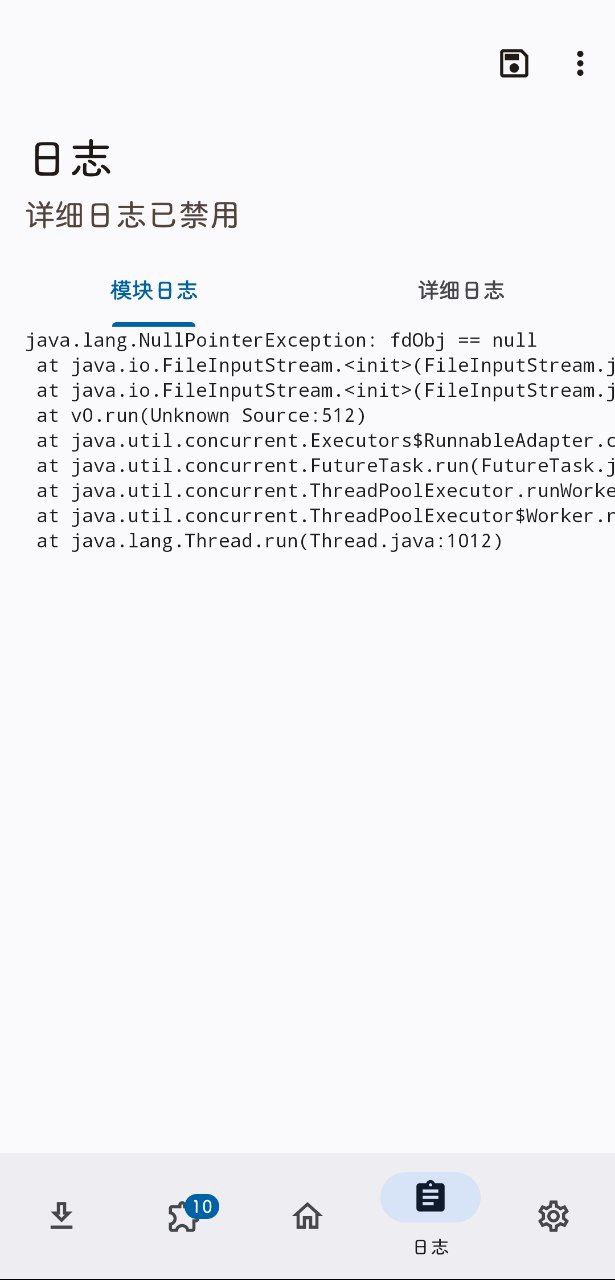 日志
详细日志已禁用
模块日志
详细日志
java.lang.NullPointerException: fdObj == null
at java.io.FileInputStream.<init>(FileInputStream.j
at java.io.FileInputStream.<init>(FileInputStream.j
at v0.run(Unknown Source:512)
at java.util.concurrent.Executors$RunnableAdapter.c
at java.util.concurrent.FutureTask.run(FutureTask.j
at java.util.concurrent.ThreadPoolExecutor.runWorke
at java.util.concurrent.ThreadPoolExecutor$Worker.r
at java.lang.Thread.run(Thread.java:1012)
10
日志